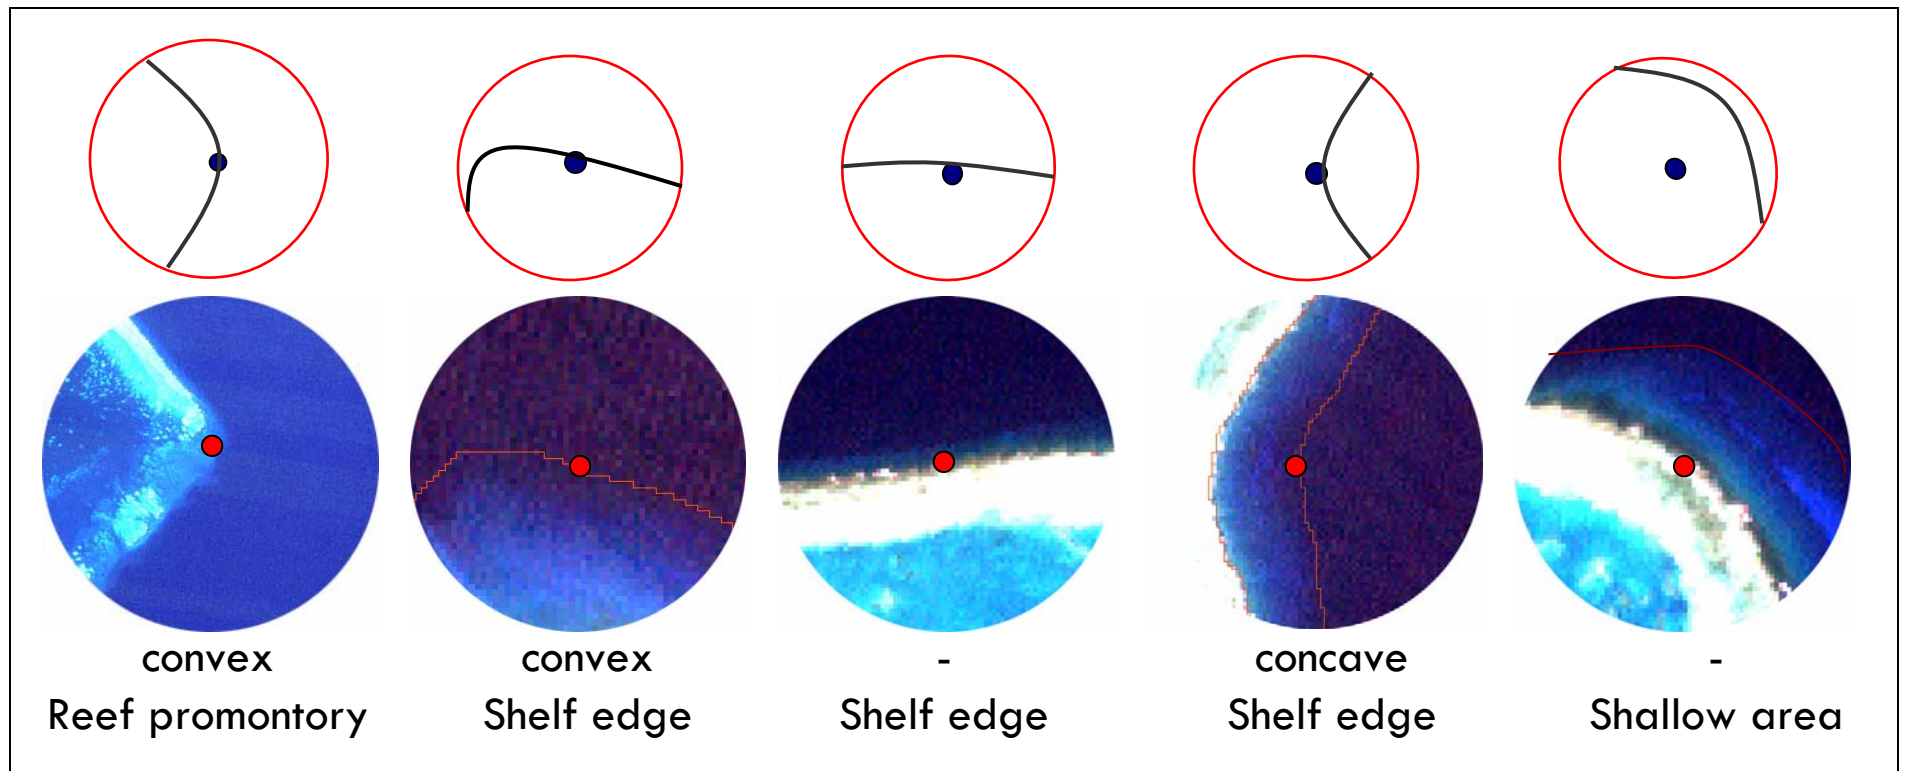 convex convex - concave -
Reef promontory Shelf edge Shelf edge Shelf edge Shallow area